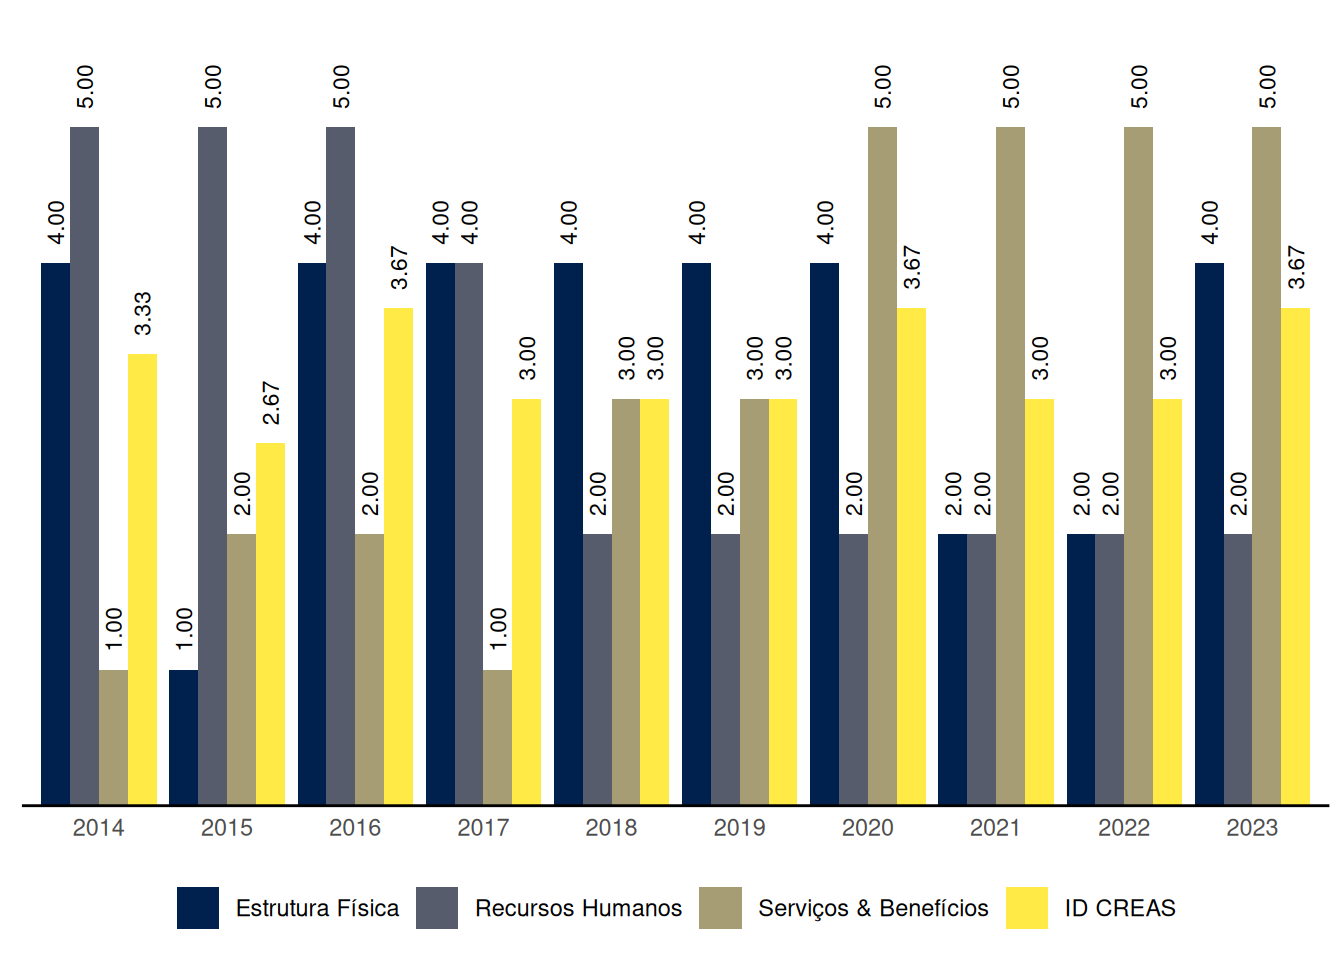 5.00 5.00 5.00 5.00 5.00 5.00 5.00
4.00 4.00 4.00 4.00 4.00 4.00 4.00 4.00
3.33 3.67 3.67 3.67
2.67 3.00 3.00 3.00 3.00 3.00 3.00 3.00
2.00 2.00 2.00 2.00 2.00 2.00 2.00 2.00 2.00 2.00
1.00 1.00 1.00
2014 2015 2016 2017 2018 2019 2020 2021 2022 2023
Estrutura Física Recursos Humanos Serviços & Benefícios ID CREAS